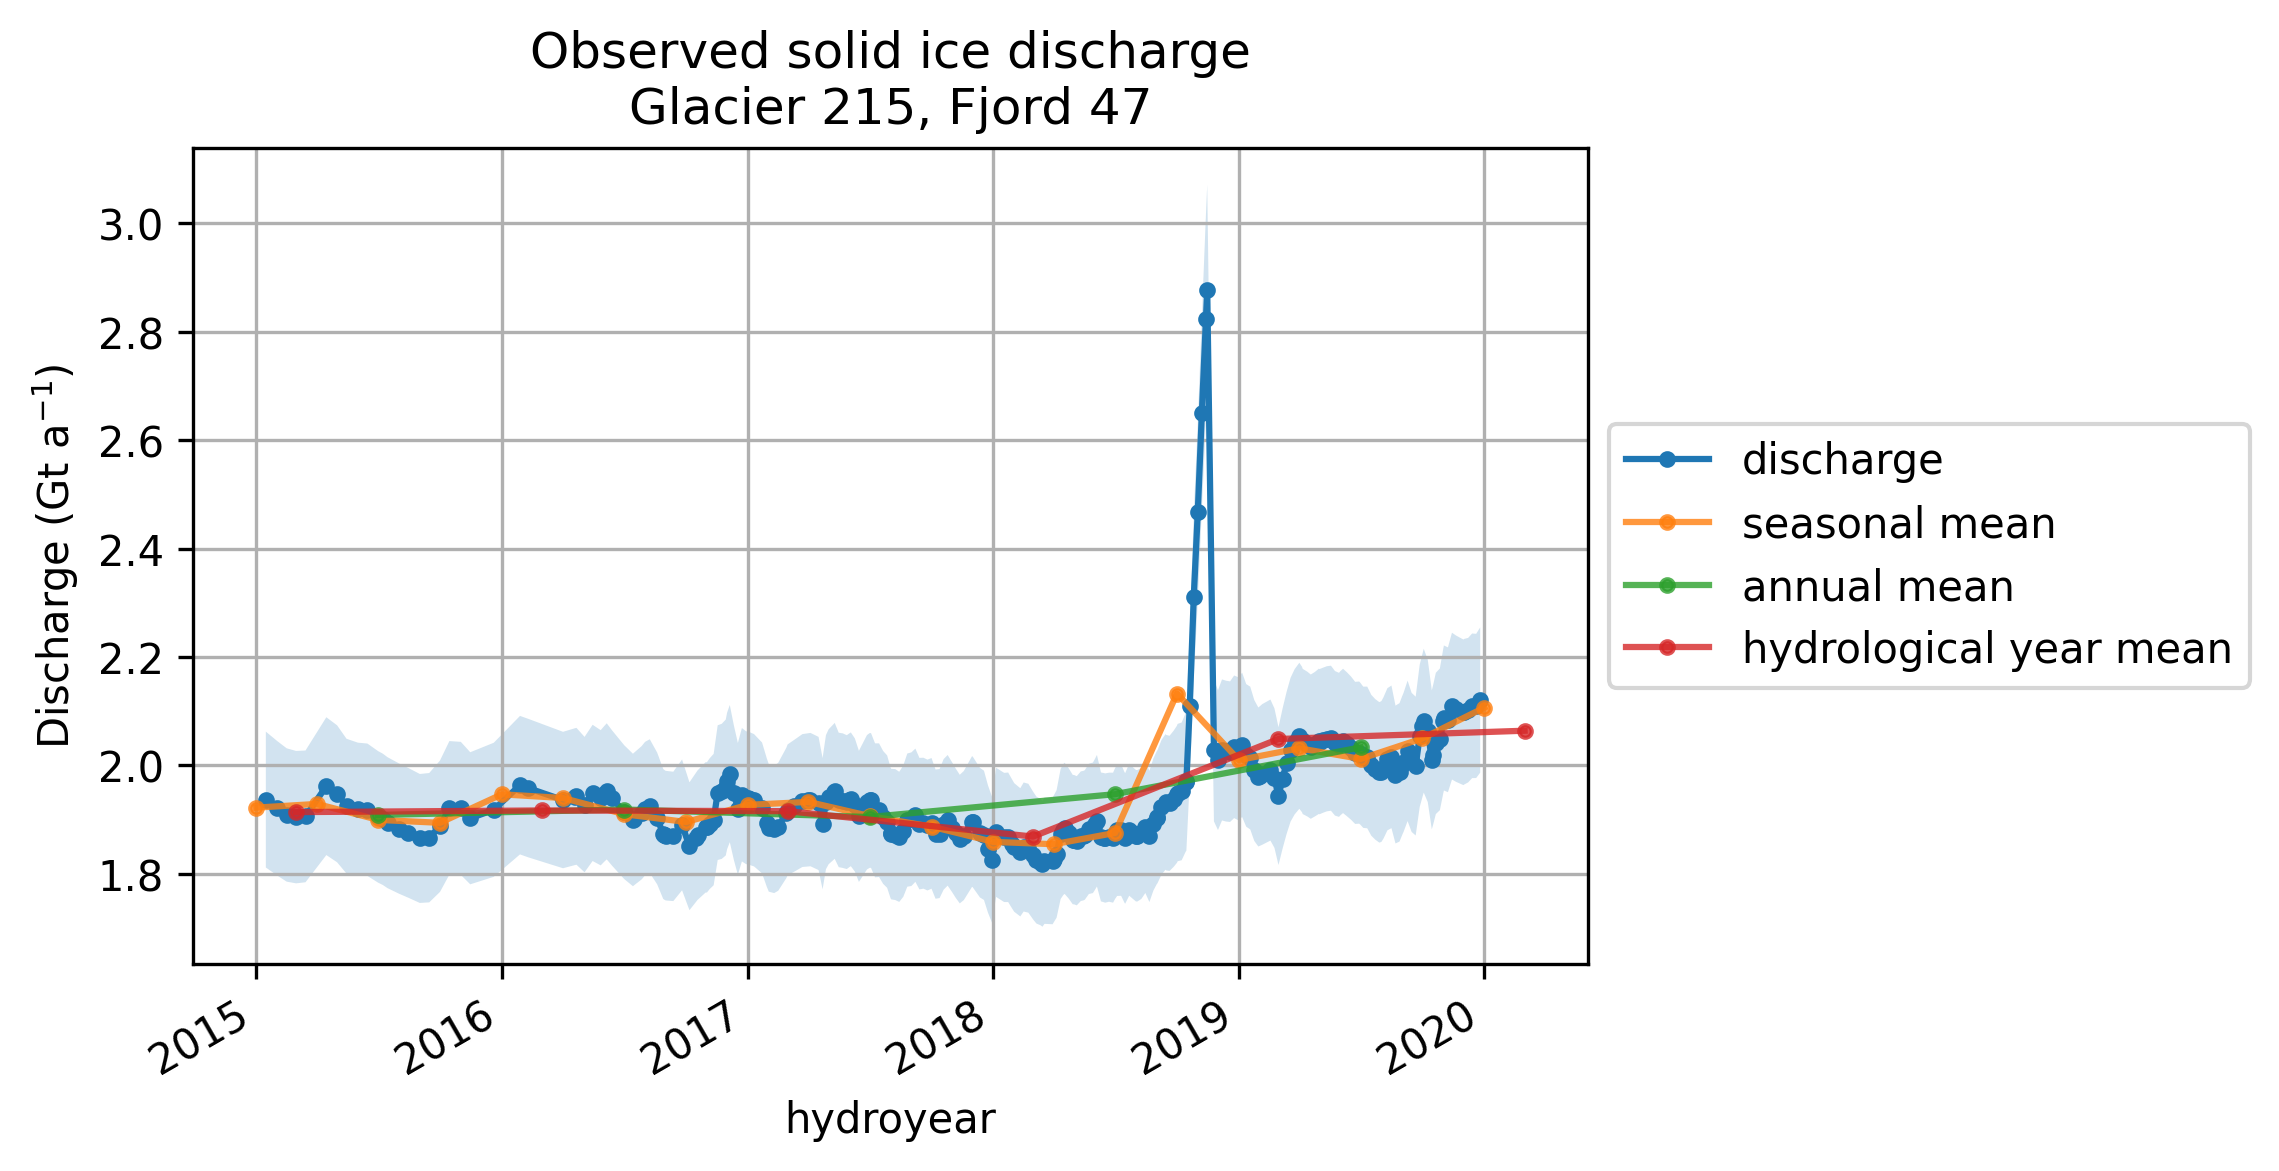 Observed solid ice discharge
Glacier 215, Fjord 47
Discharge (Gt a⁻¹)
3.0
2.8
2.6
2.4
2.2
2.0
1.8
2015
2016
2017
2018
2019
2020
hydroyear
discharge
seasonal mean
annual mean
hydrological year mean